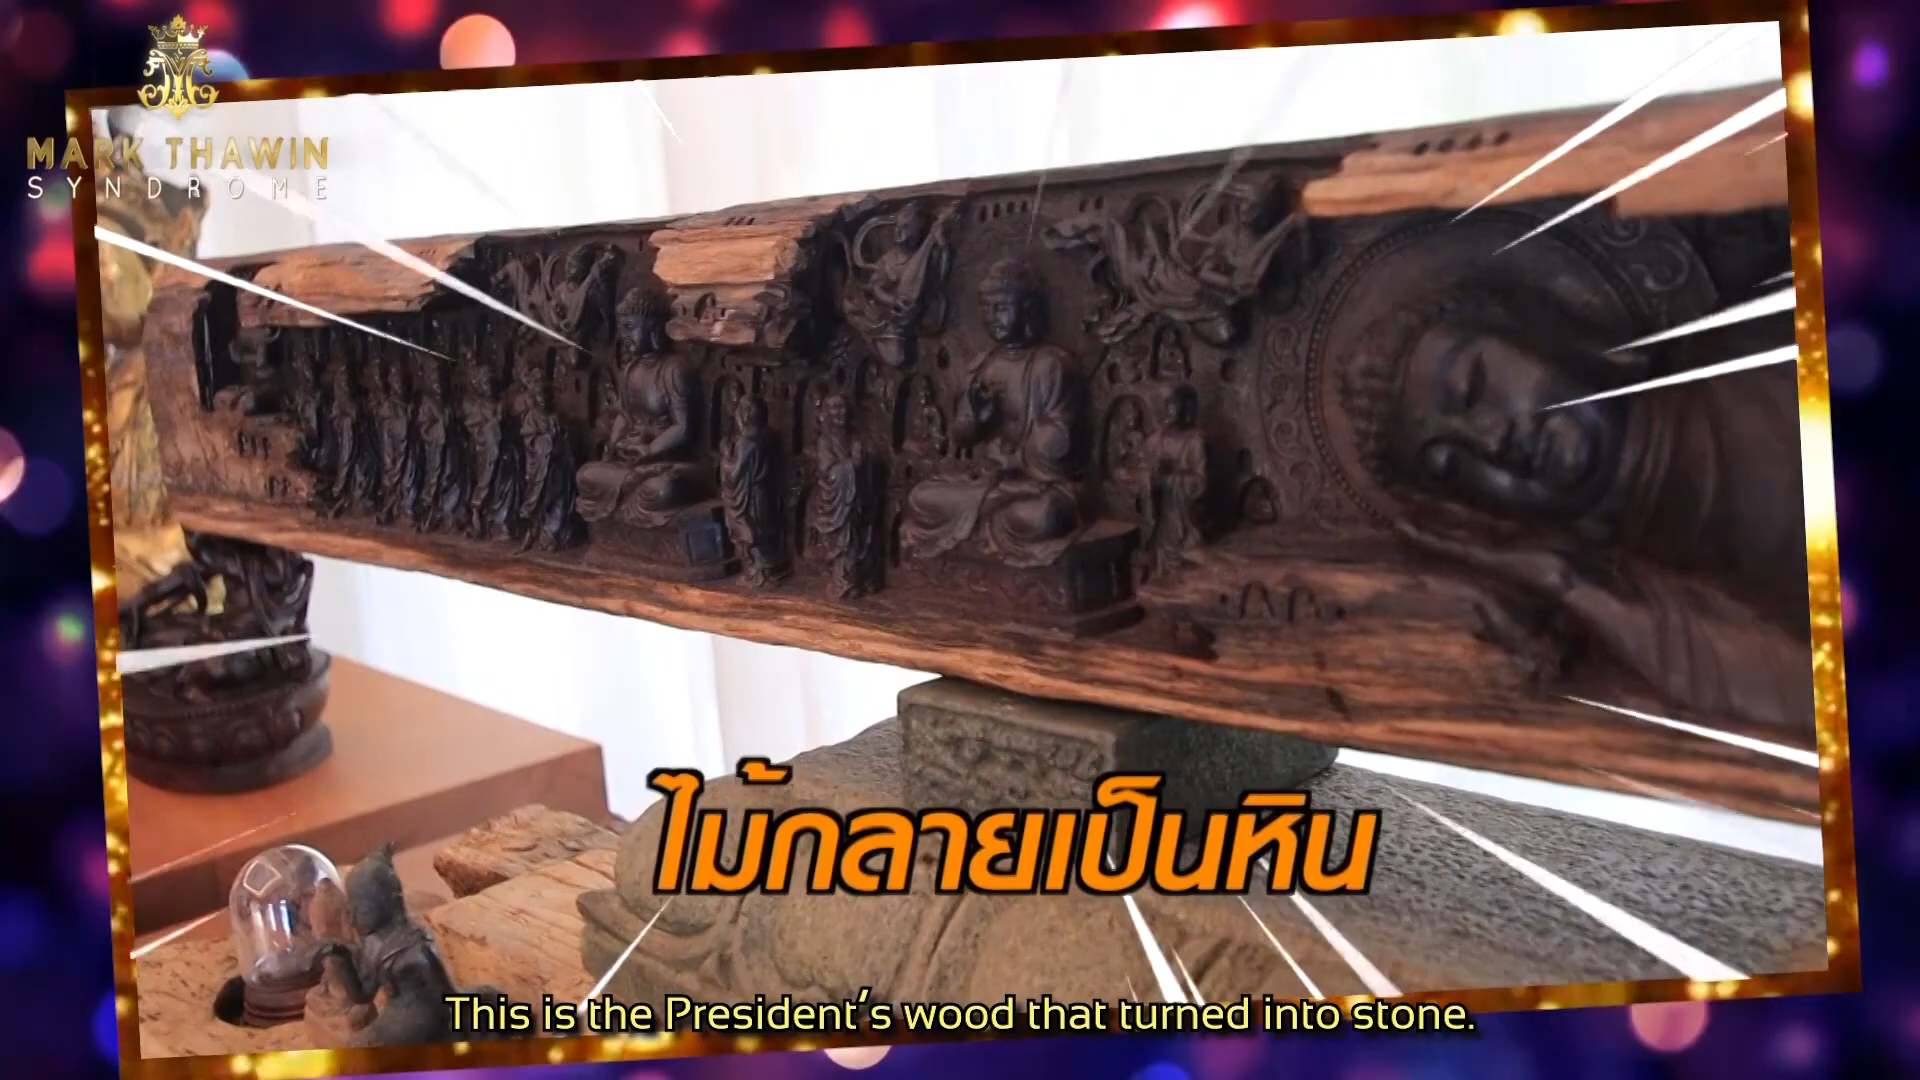 MARK THAWIN
SYNDROME
ไม้กลายเป็นหิน
This is the President's wood that turned into stone.